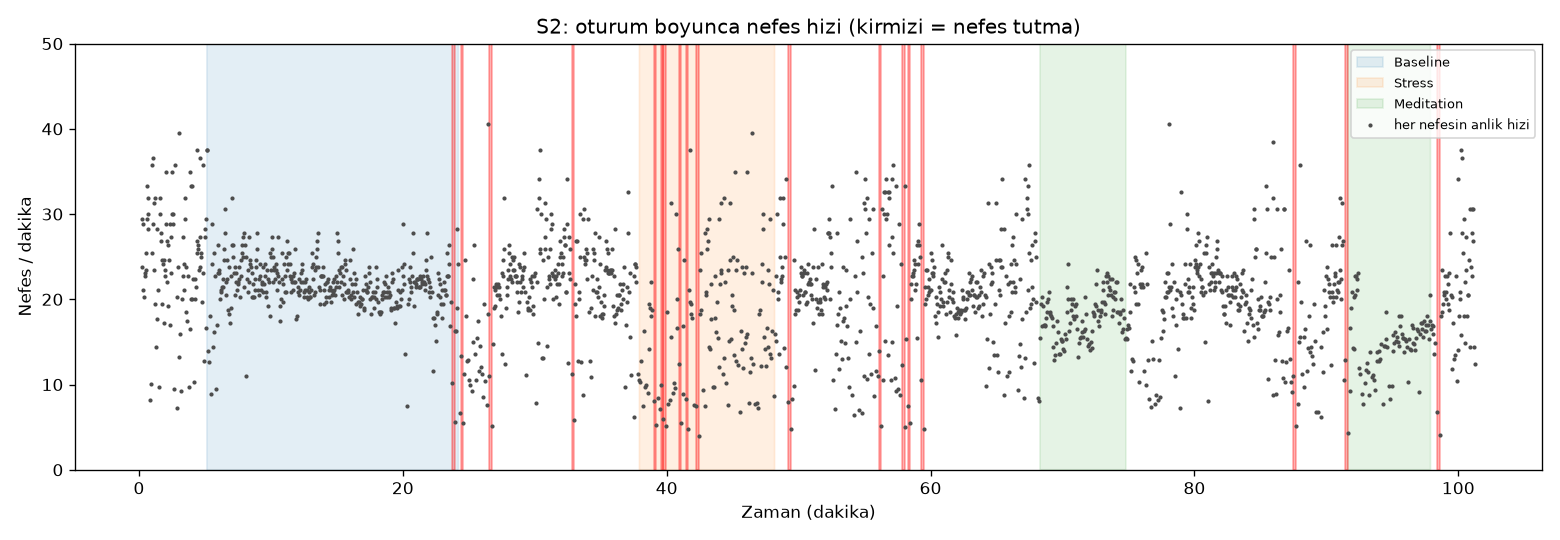 S2: oturum boyunca nefes hizi (kirmizi = nefes tutma)
Nefes / dakika
50
40
30
20
10
0
Baseline
Stress
Meditation
her nefesin anlik hizi
0 20 40 60 80 100
Zaman (dakika)